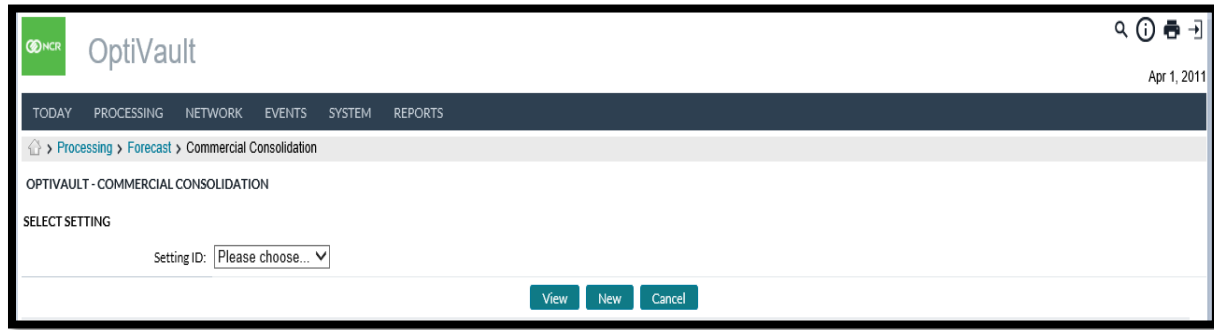 NCR
OptiVault
Apr 1, 2011
TODAY PROCESSING NETWORK EVENTS SYSTEM REPORTS
> Processing > Forecast > Commercial Consolidation
OPTIVAULT - COMMERCIAL CONSOLIDATION
SELECT SETTING
Setting ID: Please choose...
View New Cancel